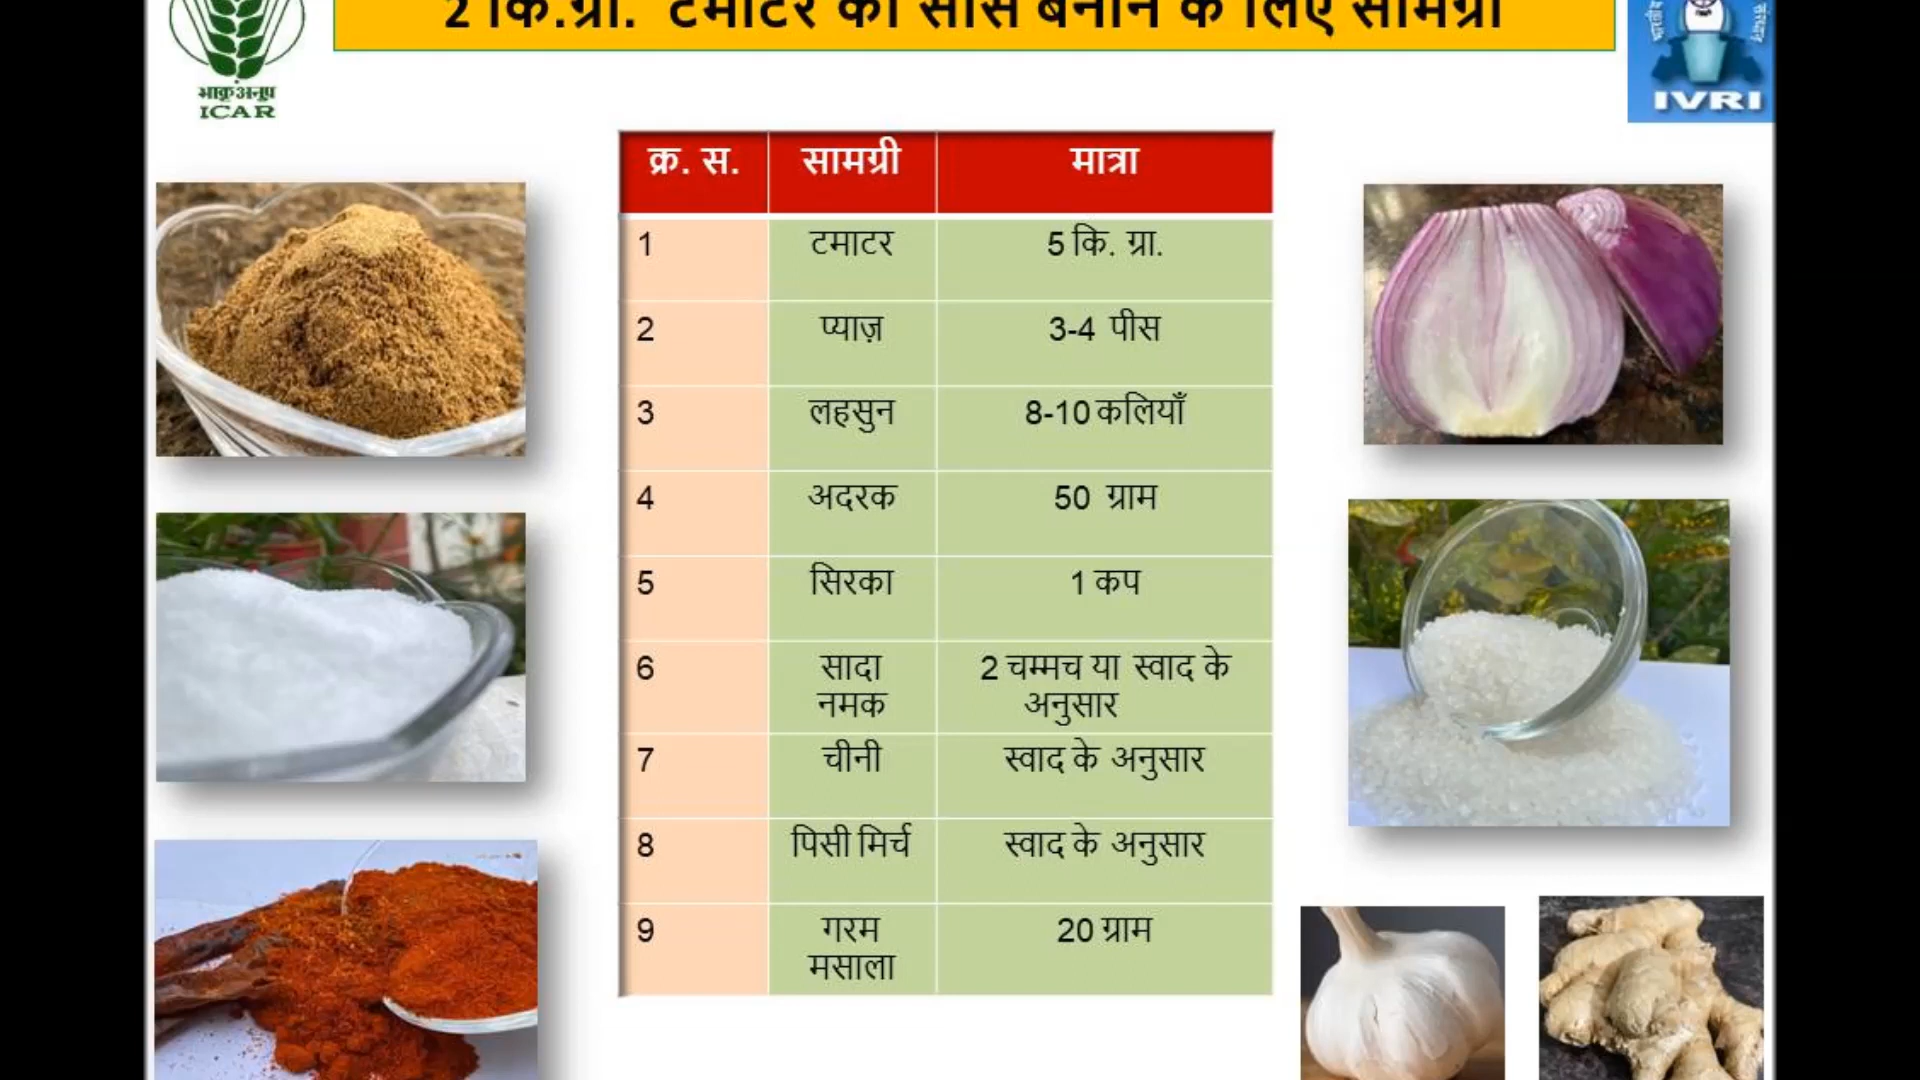 2 कि.ग्रा. टमाटर की सॉस बनाने के लिए सामग्री
भाकृअनुप
ICAR
IVRI
क्र. स. सामग्री मात्रा
1 टमाटर 5 कि. ग्रा.
2 प्याज़ 3-4 पीस
3 लहसुन 8-10 कलियाँ
4 अदरक 50 ग्राम
5 सिरका 1 कप
6 सादा नमक 2 चम्मच या स्वाद के अनुसार
7 चीनी स्वाद के अनुसार
8 पिसी मिर्च स्वाद के अनुसार
9 गरम मसाला 20 ग्राम